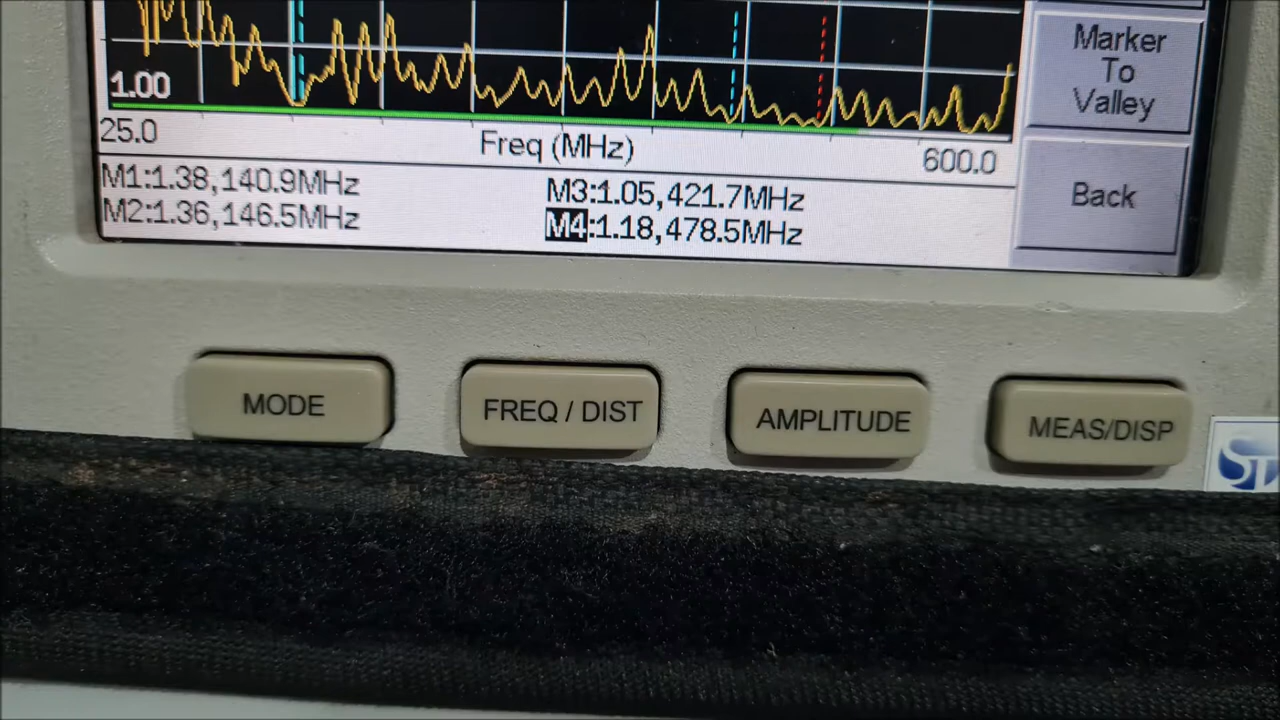 1.00
25.0
Freq (MHz)
600.0
M1:1.38,140.9MHz
M2:1.36,146.5MHz
M3:1.05,421.7MHz
M4:1.18,478.5MHz
Marker
To
Valley
Back
MODE
FREQ / DIST
AMPLITUDE
MEAS/DISP